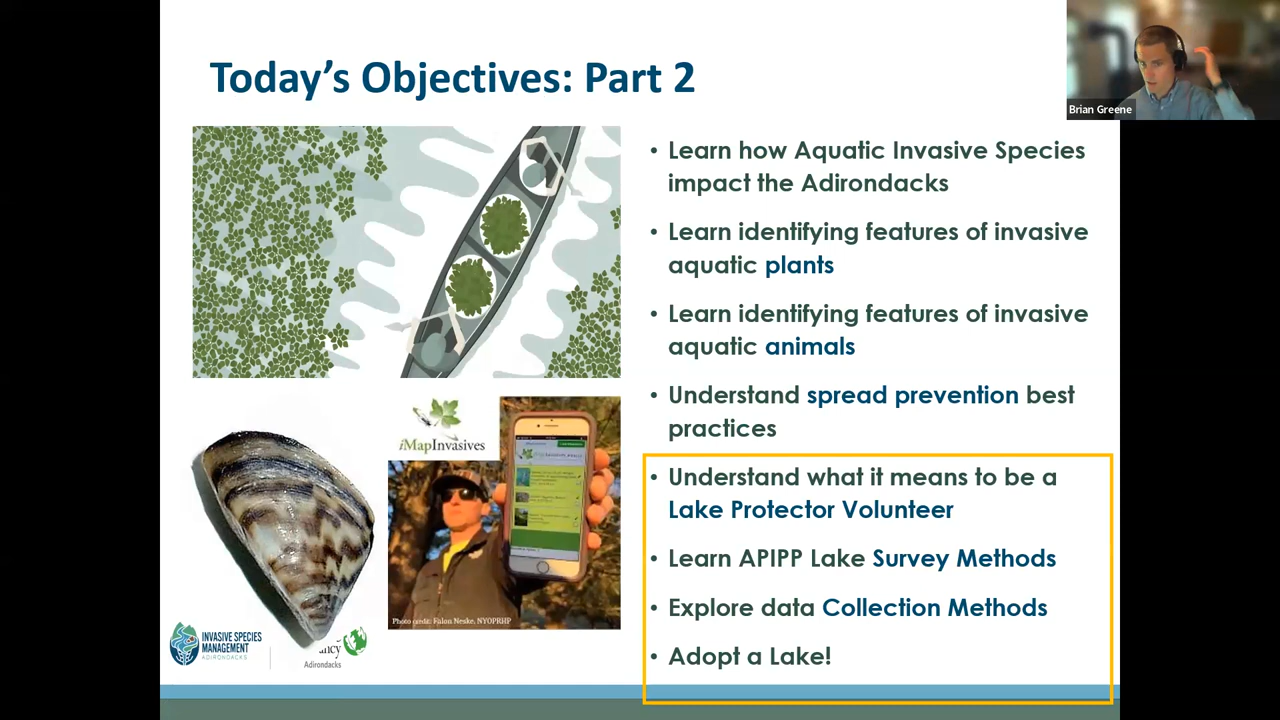 Today's Objectives: Part 2
Brian Greene
• Learn how Aquatic Invasive Species
impact the Adirondacks
• Learn identifying features of invasive
aquatic plants
• Learn identifying features of invasive
aquatic animals
• Understand spread prevention best
practices
• Understand what it means to be a
Lake Protector Volunteer
• Learn APIPP Lake Survey Methods
• Explore data Collection Methods
• Adopt a Lake!
iMapInvasives
Photo credit: Falon Neske, NYOPRHP
INVASIVE SPECIES
MANAGEMENT
ADIRONDACKS
Adirondacks